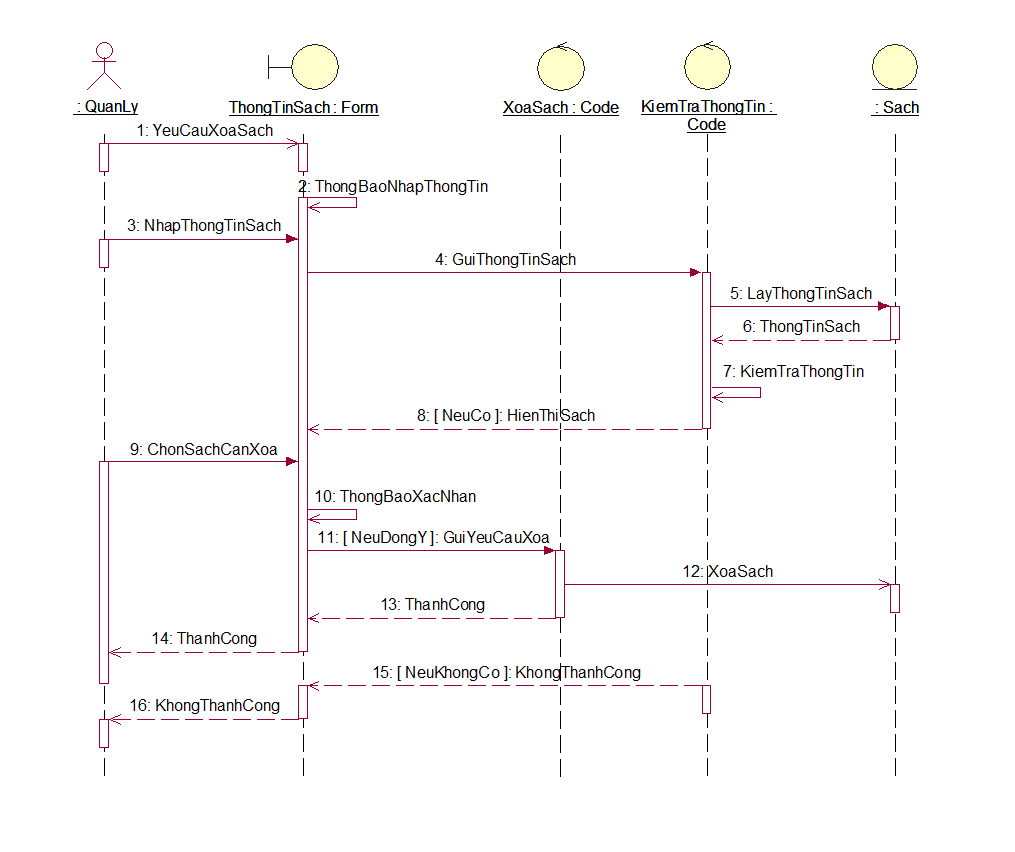 : QuanLy
ThongTinSach : Form
XoaSach : Code
KiemTraThongTin :
Code
: Sach
1: YeuCauXoaSach
2: ThongBaoNhapThongTin
3: NhapThongTinSach
4: GuiThongTinSach
5: LayThongTinSach
6: ThongTinSach
7: KiemTraThongTin
8: [ NeuCo ]: HienThiSach
9: ChonSachCanXoa
10: ThongBaoXacNhan
11: [ NeuDongY ]: GuiYeuCauXoa
12: XoaSach
13: ThanhCong
14: ThanhCong
15: [ NeuKhongCo ]: KhongThanhCong
16: KhongThanhCong